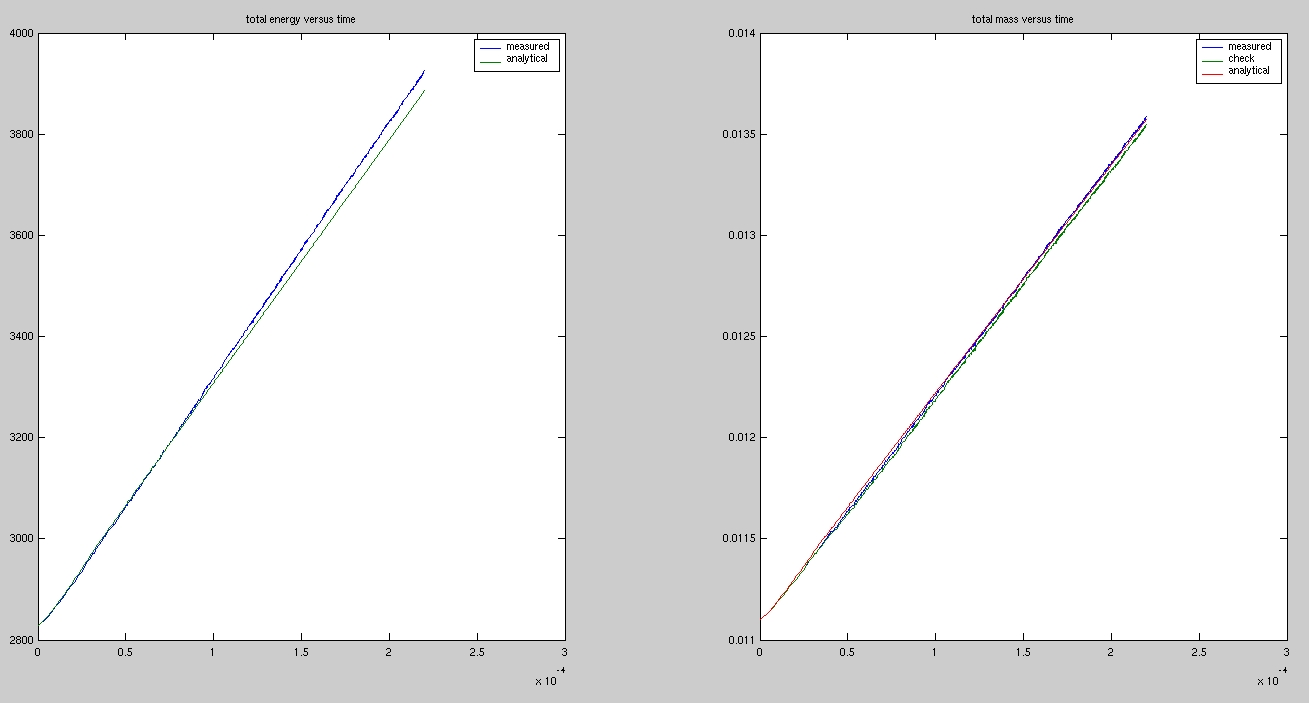 total energy versus time
4000
3800
3600
3400
3200
3000
2800
0 0.5 1 1.5 2 2.5 3
x 10-4
measured
analytical
total mass versus time
0.014
0.0135
0.013
0.0125
0.012
0.0115
0.011
0 0.5 1 1.5 2 2.5 3
x 10-4
measured
check
analytical